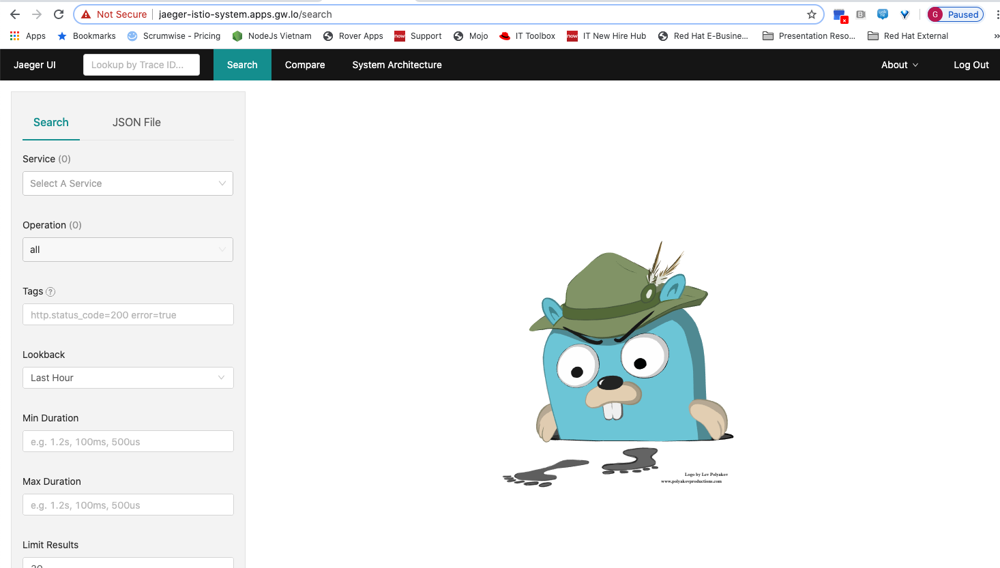 Not Secure jaeger-istio-system.apps.gw.lo/search G Paused
Apps Bookmarks Scrumwise - Pricing NodeJs Vietnam Rover Apps now Support Mojo IT Toolbox now IT New Hire Hub Red Hat E-Busine... Presentation Reso... Red Hat External »
Jaeger UI Lookup by Trace ID... Search Compare System Architecture About Log Out
Search JSON File
Service (0)
Select A Service
Operation (0)
all
Tags ?
http.status_code=200 error=true
Lookback
Last Hour
Min Duration
e.g. 1.2s, 100ms, 500us
Max Duration
e.g. 1.2s, 100ms, 500us
Limit Results
20
Logo by Lev Polyakov
www.polyakovproductions.com